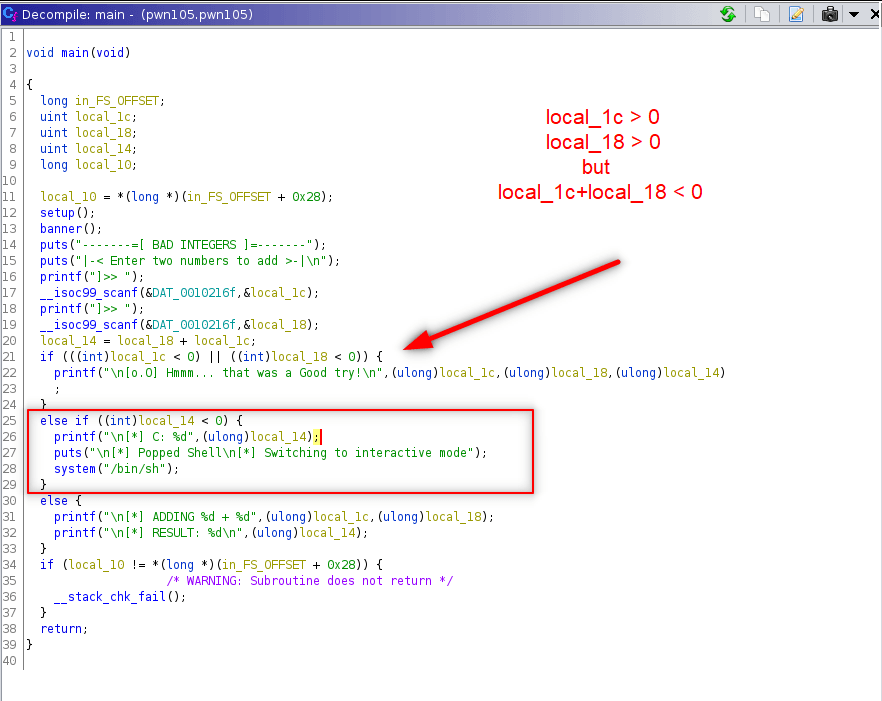 Decompile: main - (pwn105.pwn105)
1
2 void main(void)
3
4 {
5 long in_FS_OFFSET;
6 uint local_1c;
7 uint local_18;
8 uint local_14;
9 long local_10;
10
11 local_10 = *(long *)(in_FS_OFFSET + 0x28);
12 setup();
13 banner();
14 puts("-------=[ BAD INTEGERS ]=-------");
15 puts("|-< Enter two numbers to add >-|\n");
16 printf("]>> ");
17 __isoc99_scanf(&DAT_0010216f,&local_1c);
18 printf("]>> ");
19 __isoc99_scanf(&DAT_0010216f,&local_18);
20 local_14 = local_18 + local_1c;
21 if (((int)local_1c < 0) || ((int)local_18 < 0)) {
22 printf("\n[o.O] Hmmm... that was a Good try!\n",(ulong)local_1c,(ulong)local_18,(ulong)local_14)
23 ;
24 }
25 else if ((int)local_14 < 0) {
26 printf("\n[*] C: %d",(ulong)local_14);
27 puts("\n[*] Popped Shell\n[*] Switching to interactive mode");
28 system("/bin/sh");
29 }
30 else {
31 printf("\n[*] ADDING %d + %d",(ulong)local_1c,(ulong)local_18);
32 printf("\n[*] RESULT: %d\n",(ulong)local_14);
33 }
34 if (local_10 != *(long *)(in_FS_OFFSET + 0x28)) {
35 /* WARNING: Subroutine does not return */
36 __stack_chk_fail();
37 }
38 return;
39 }
40
local_1c > 0
local_18 > 0
but
local_1c+local_18 < 0